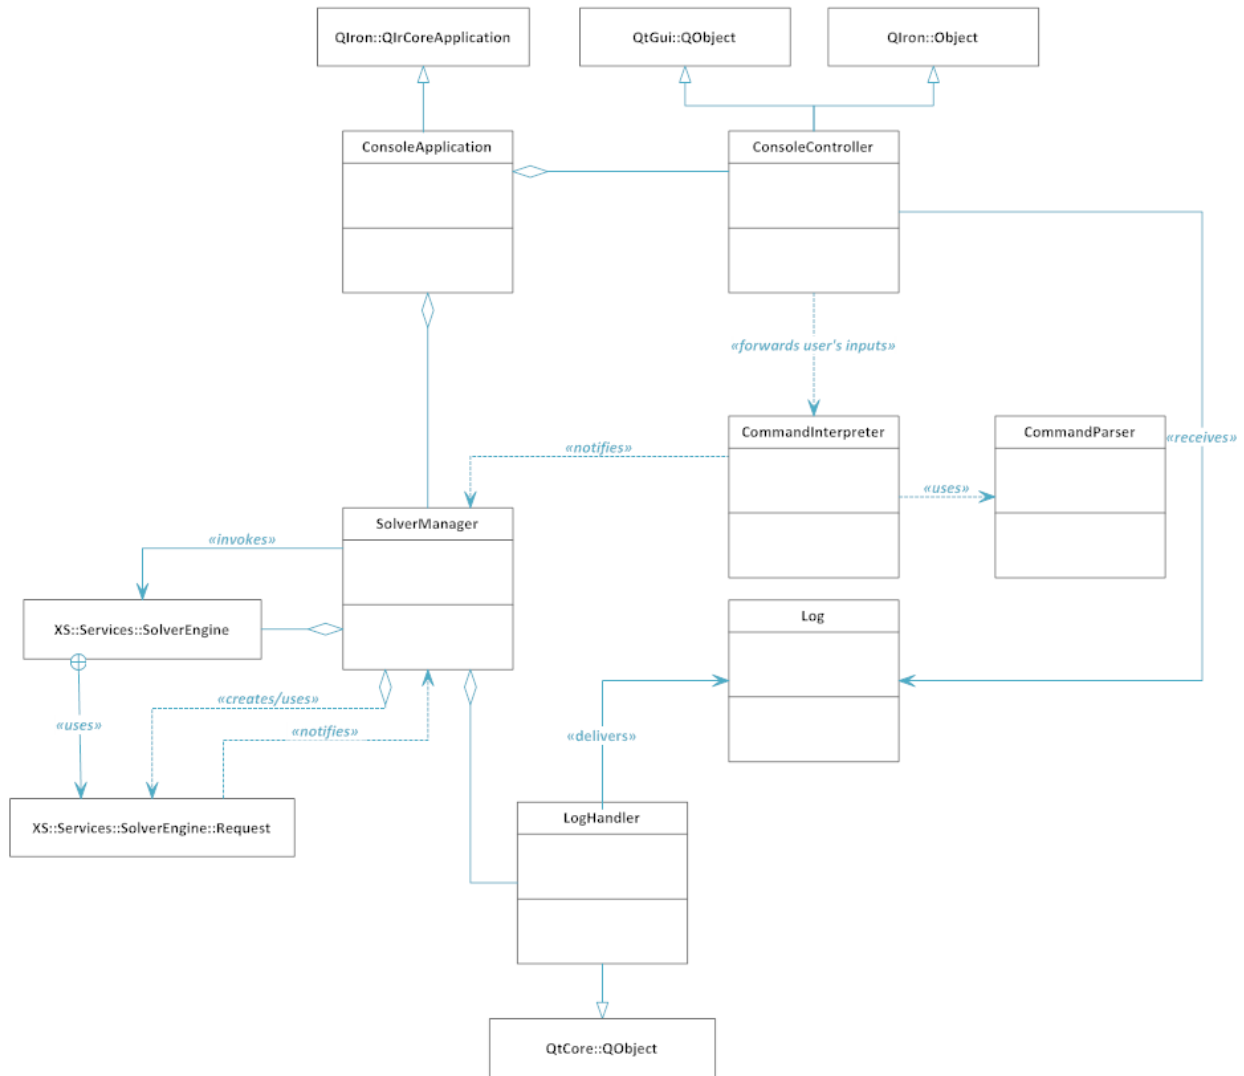 QIron::QIrCoreApplication
QtGui::QObject
QIron::Object
ConsoleApplication
ConsoleController
«forwards user's inputs»
CommandInterpreter
CommandParser
«receives»
«notifies»
«uses»
SolverManager
«invokes»
XS::Services::SolverEngine
Log
«creates/uses»
«uses»
«notifies»
«delivers»
XS::Services::SolverEngine::Request
LogHandler
QtCore::QObject